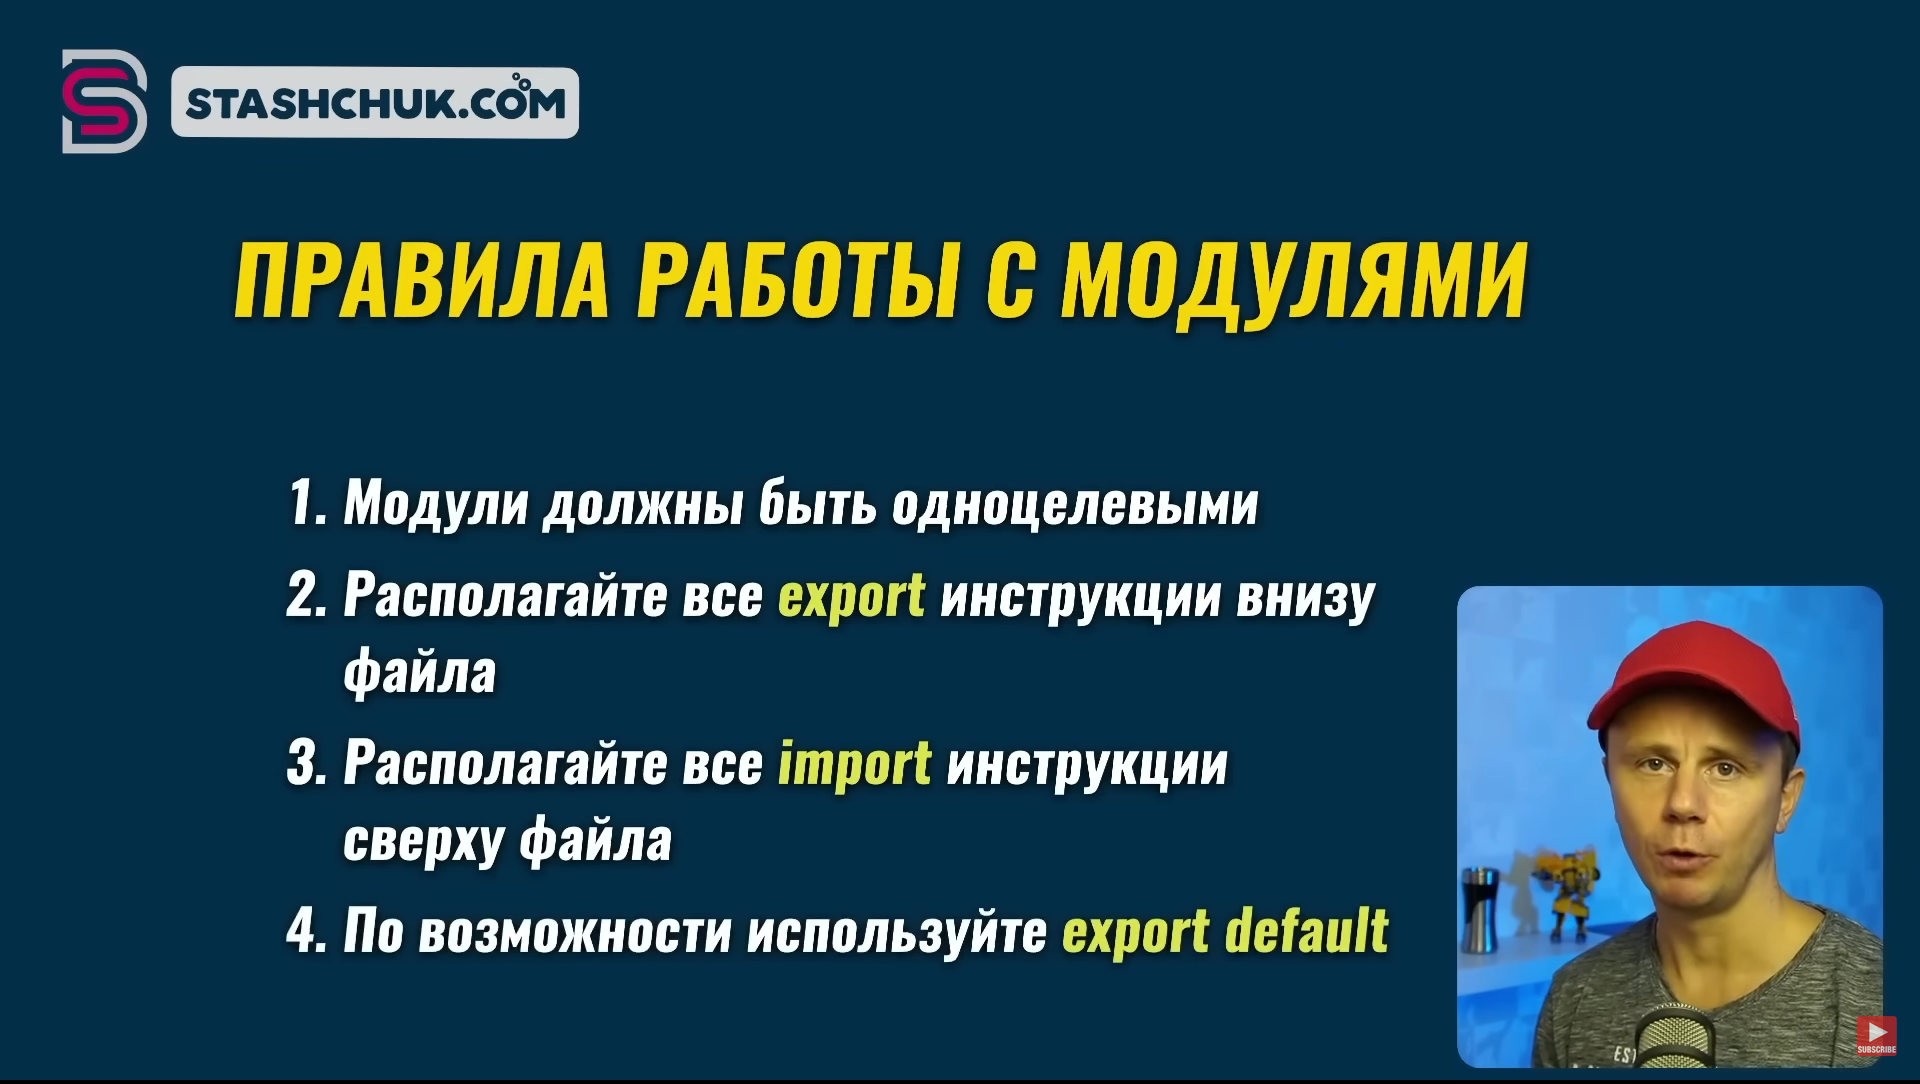 STASHCHUK.COM
ПРАВИЛА РАБОТЫ С МОДУЛЯМИ
1. Модули должны быть одноцелевыми
2. Располагайте все export инструкции внизу
файла
3. Располагайте все import инструкции
сверху файла
4. По возможности используйте export default
EST
SUBSCRIBE